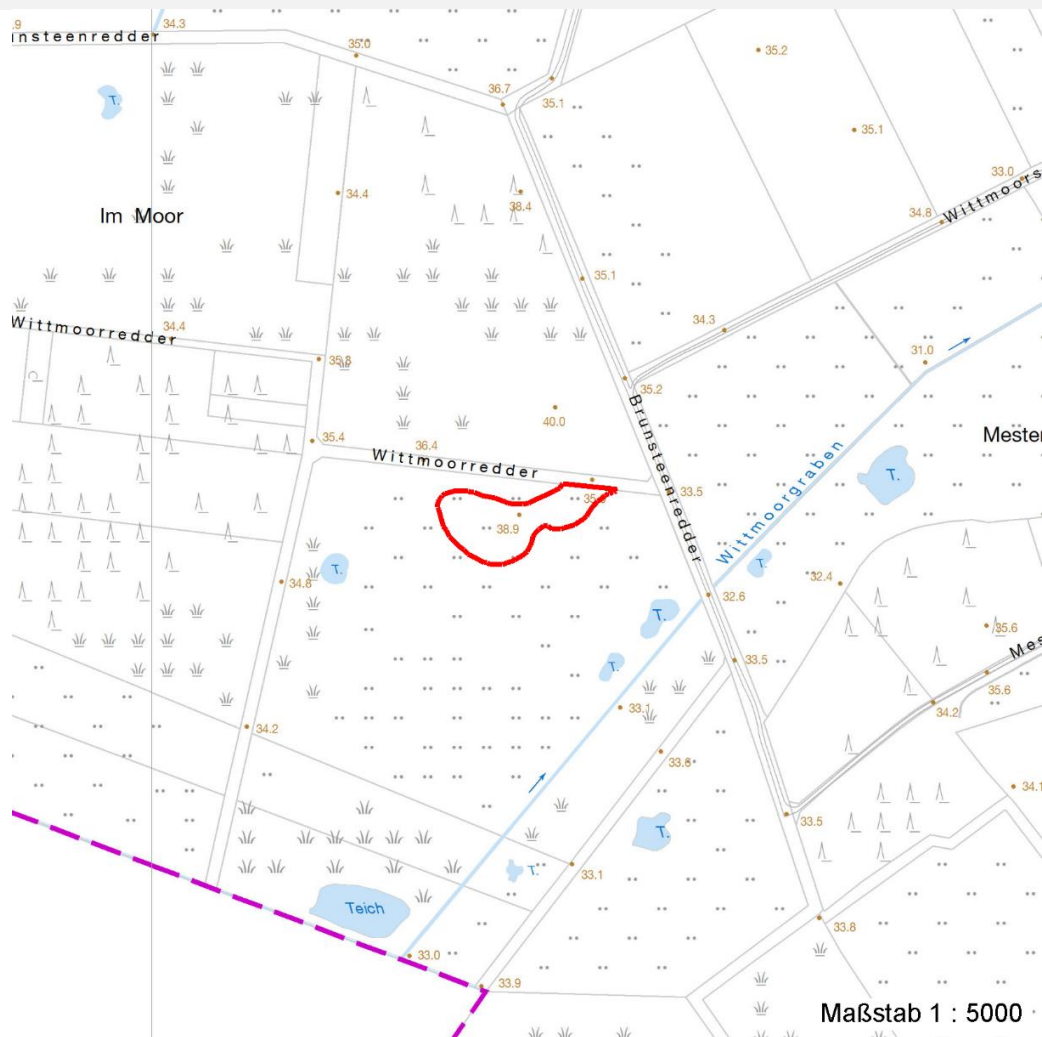 .9
34.3
nsteenredder
35.0
35.2
T.
36.7
35.1
35.1
33.0
34.4
38.4
Im Moor
34.8
Wittmoors
35.1
Wittmoorredder
34.4
34.3
31.0
35.2
40.0
Brunsteenredder
35.4
36.4
Wittmoorredder
Mester
Wittmoorgraben
T.
33.5
38.9
T.
34.8
T.
32.4
32.6
T.
35.6
T.
33.5
Mes
35.6
34.2
33.1
34.2
34.1
T.
33.5
T.
33.1
Teich
33.8
33.0
33.9
Maßstab 1 : 5000